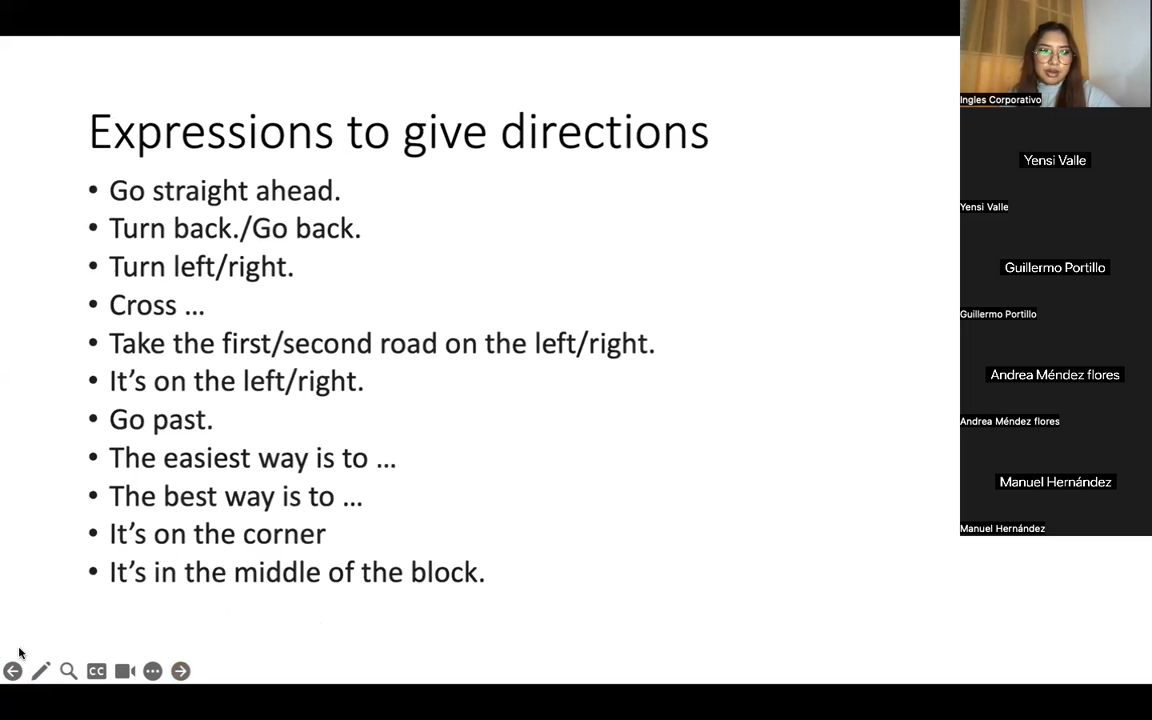 Expressions to give directions
• Go straight ahead.
• Turn back./Go back.
• Turn left/right.
• Cross ...
• Take the first/second road on the left/right.
• It's on the left/right.
• Go past.
• The easiest way is to ...
• The best way is to ...
• It's on the corner
• It's in the middle of the block.
CC
Ingles Corporativo
Yensi Valle
Yensi Valle
Guillermo Portillo
Guillermo Portillo
Andrea Méndez flores
Andrea Méndez flores
Manuel Hernández
Manuel Hernández